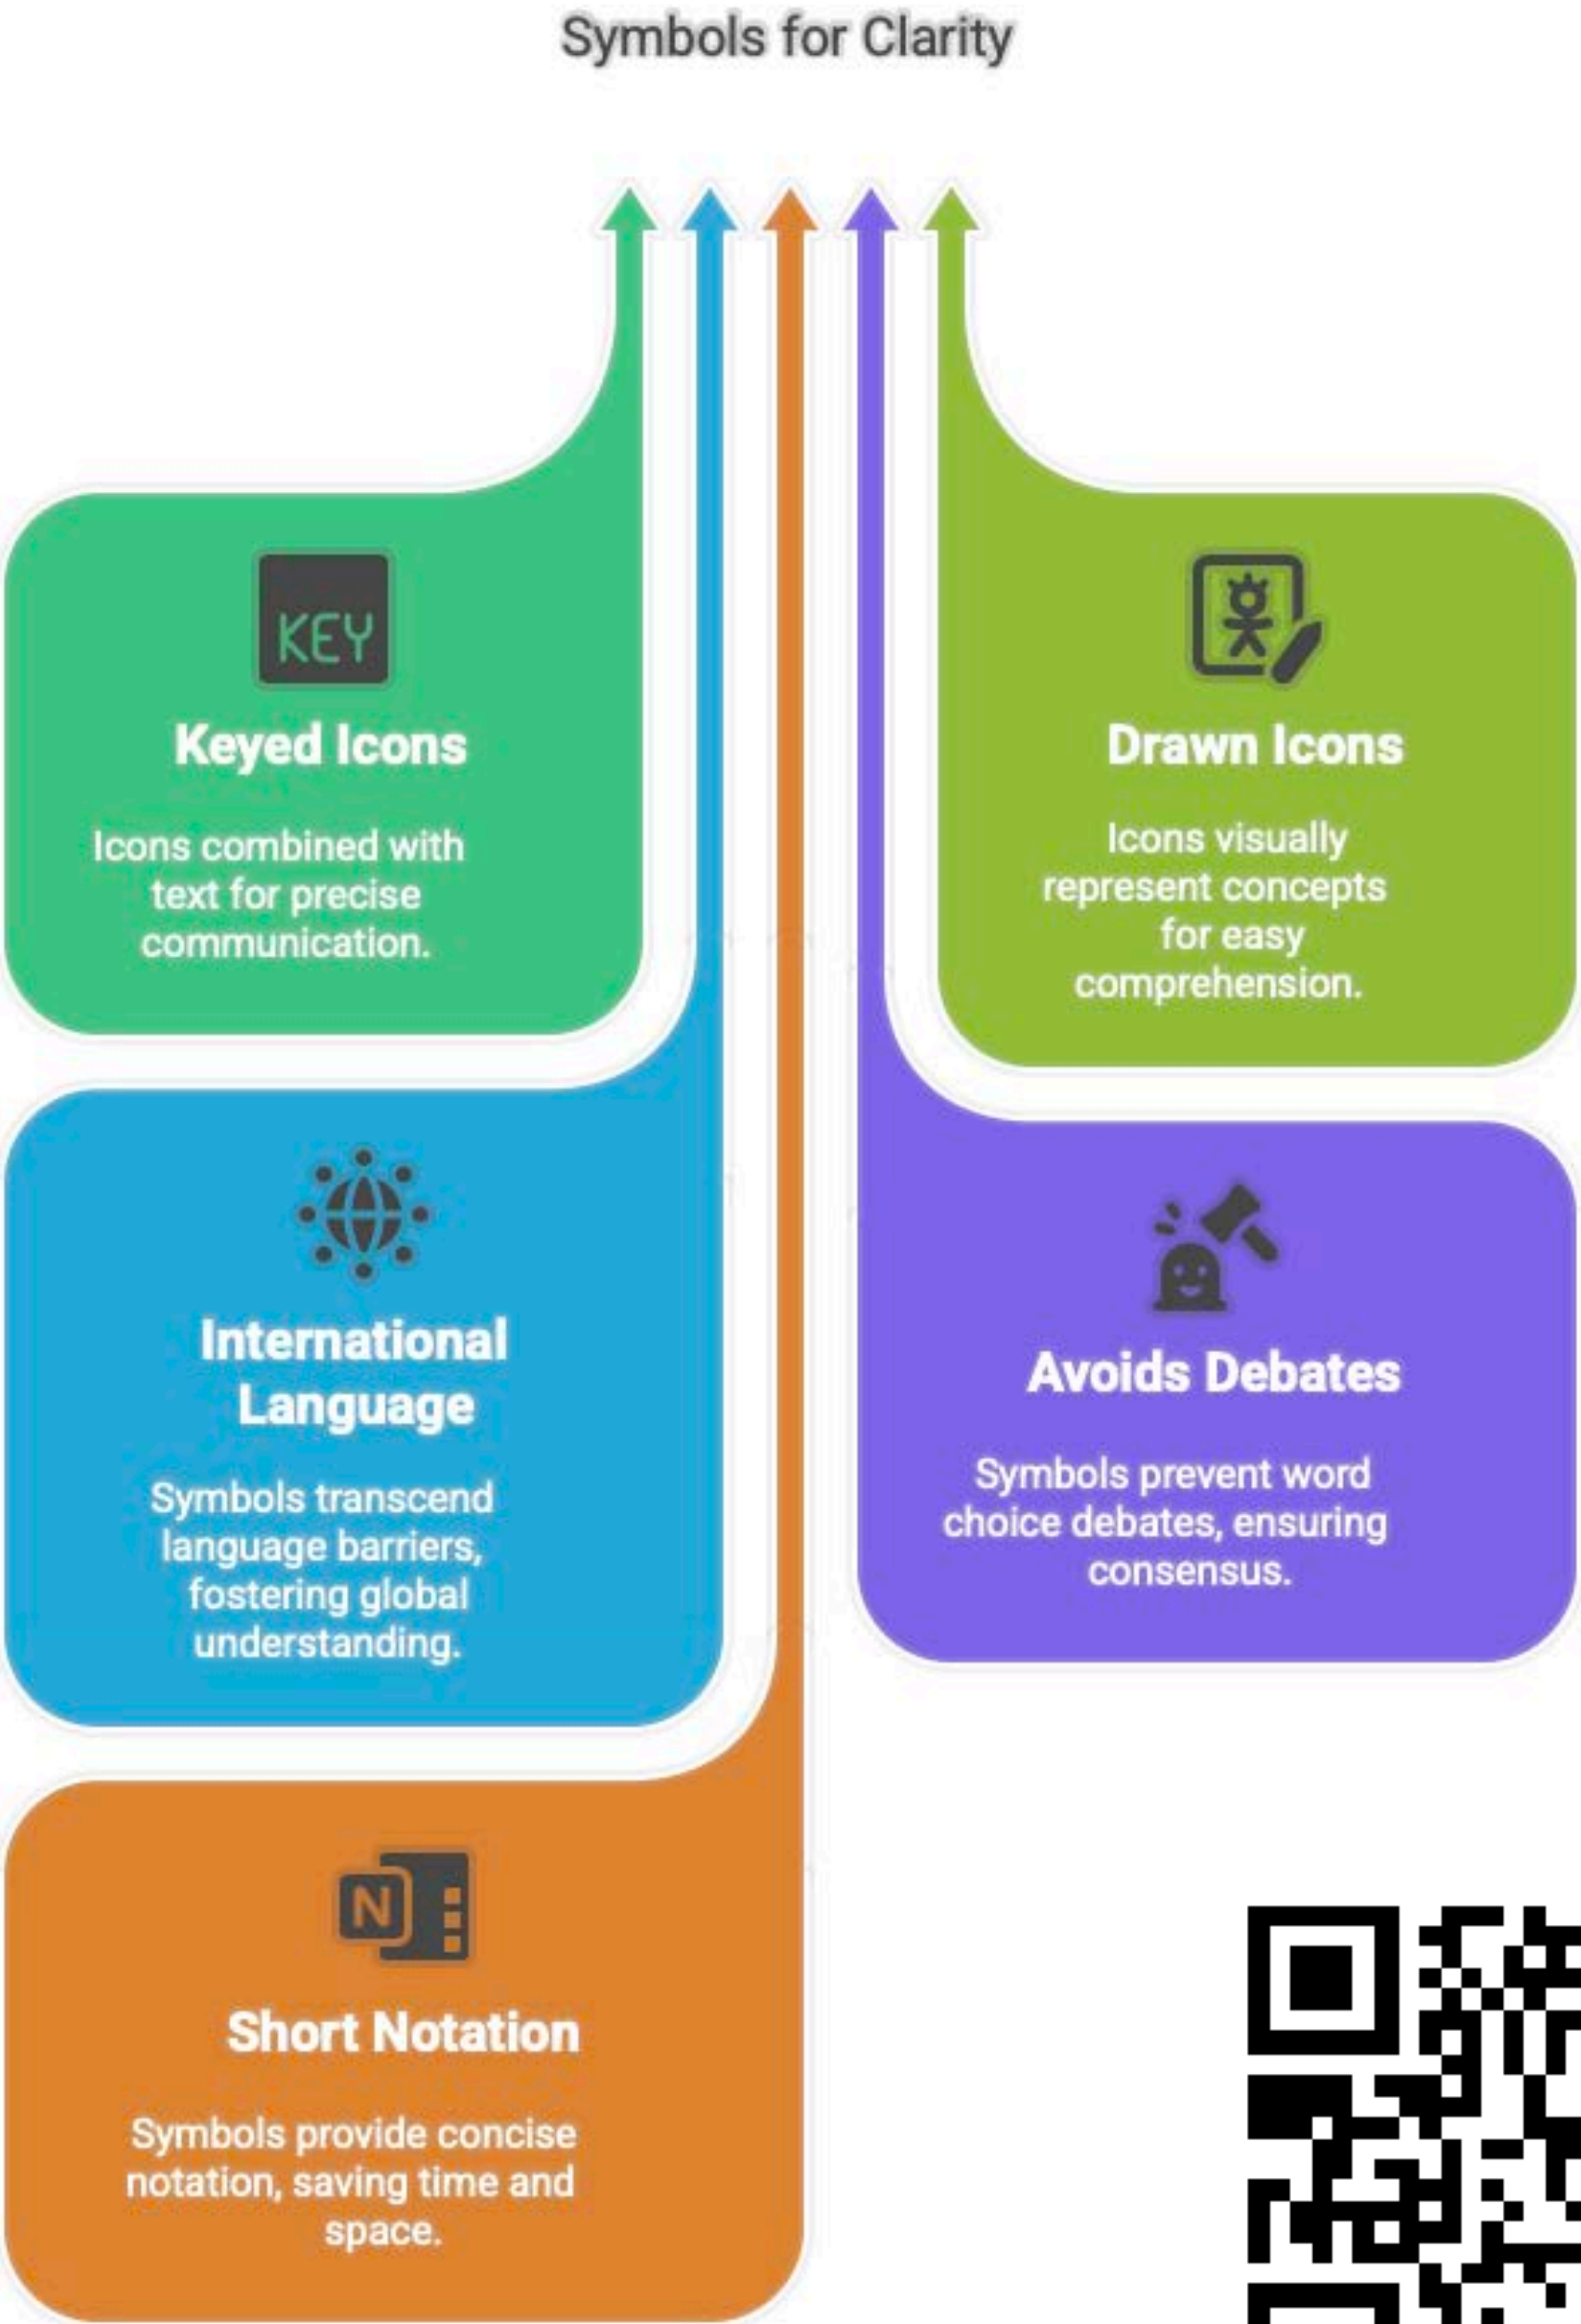 Symbols for Clarity
KEY
Keyed Icons
Icons combined with
text for precise
communication.
Drawn Icons
Icons visually
represent concepts
for easy
comprehension.
International
Language
Symbols transcend
language barriers,
fostering global
understanding.
Avoids Debates
Symbols prevent word
choice debates, ensuring
consensus.
N
Short Notation
Symbols provide concise
notation, saving time and
space.